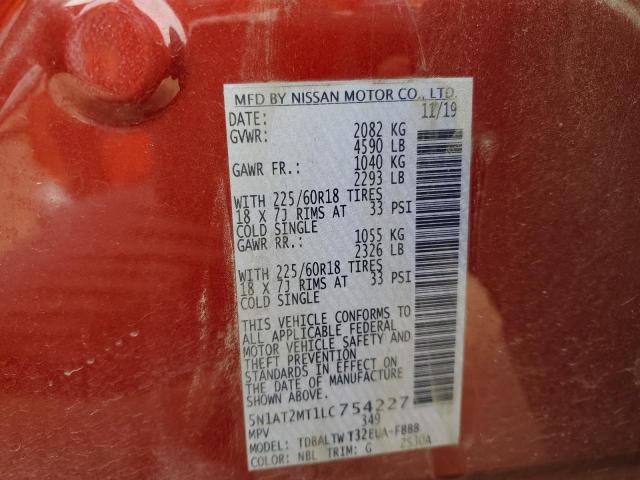 MFD BY NISSAN MOTOR CO., LTD.
DATE: 11/19
GVWR: 2082 KG
4590 LB
GAWR FR.: 1040 KG
2293 LB
WITH 225/60R18 TIRES
18 X 7J RIMS AT 33 PSI
COLD SINGLE
GAWR RR.: 1055 KG
2326 LB
WITH 225/60R18 TIRES
18 X 7J RIMS AT 33 PSI
COLD SINGLE
THIS VEHICLE CONFORMS TO
ALL APPLICABLE FEDERAL
MOTOR VEHICLE SAFETY AND
THEFT PREVENTION
STANDARDS IN EFFECT ON
THE DATE OF MANUFACTURE
SHOWN ABOVE.
5N1AT2MT1LC754227
MPV 349
MODEL: TDBALTW T32EUA-F888
COLOR: NBL TRIM: G